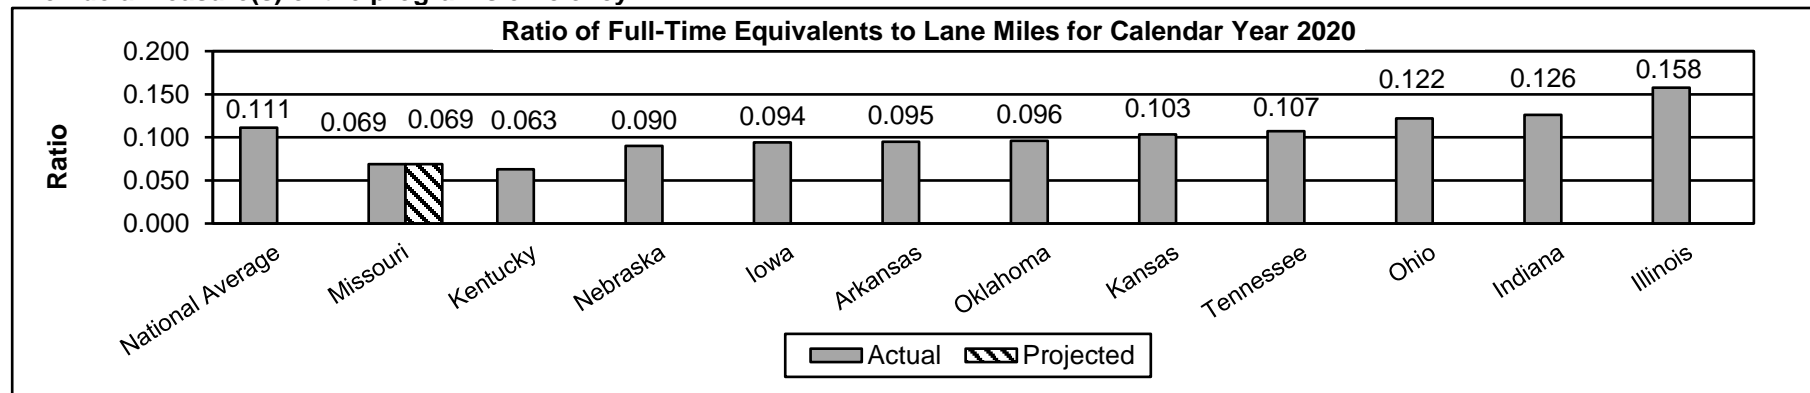 Ratio of Full-Time Equivalents to Lane Miles for Calendar Year 2020
Ratio
0.200
0.150
0.100
0.050
0.000
0.111
0.069
0.069
0.063
0.090
0.094
0.095
0.096
0.103
0.107
0.122
0.126
0.158
National Average
Missouri
Kentucky
Nebraska
Iowa
Arkansas
Oklahoma
Kansas
Tennessee
Ohio
Indiana
Illinois
Actual
Projected